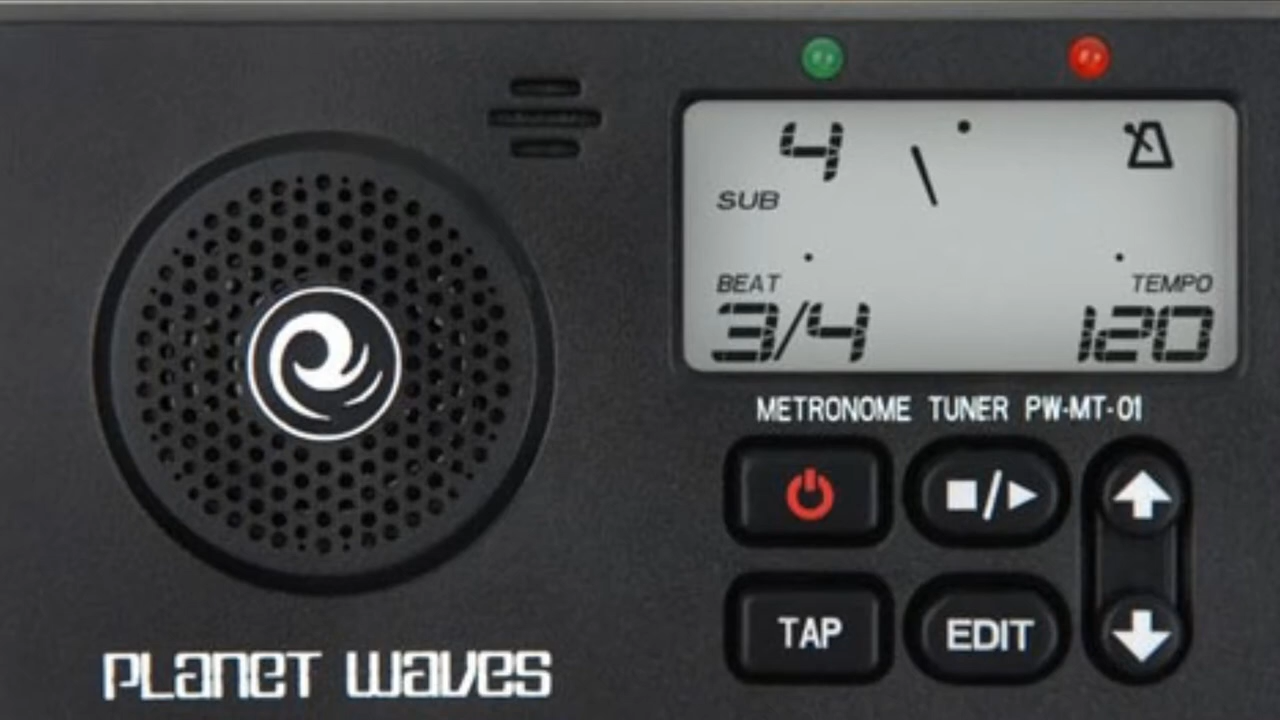 4
SUB
BEAT TEMPO
3/4 120
METRONOME TUNER PW-MT-01
TAP EDIT
PLANET WAVES